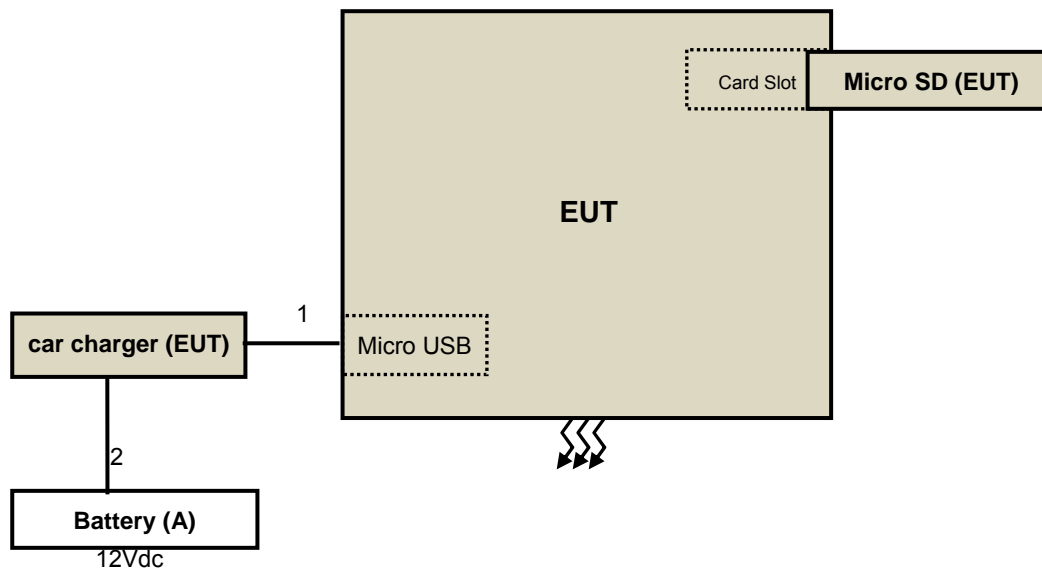 Card Slot
Micro SD (EUT)
EUT
1
car charger (EUT)
Micro USB
2
Battery (A)
12Vdc